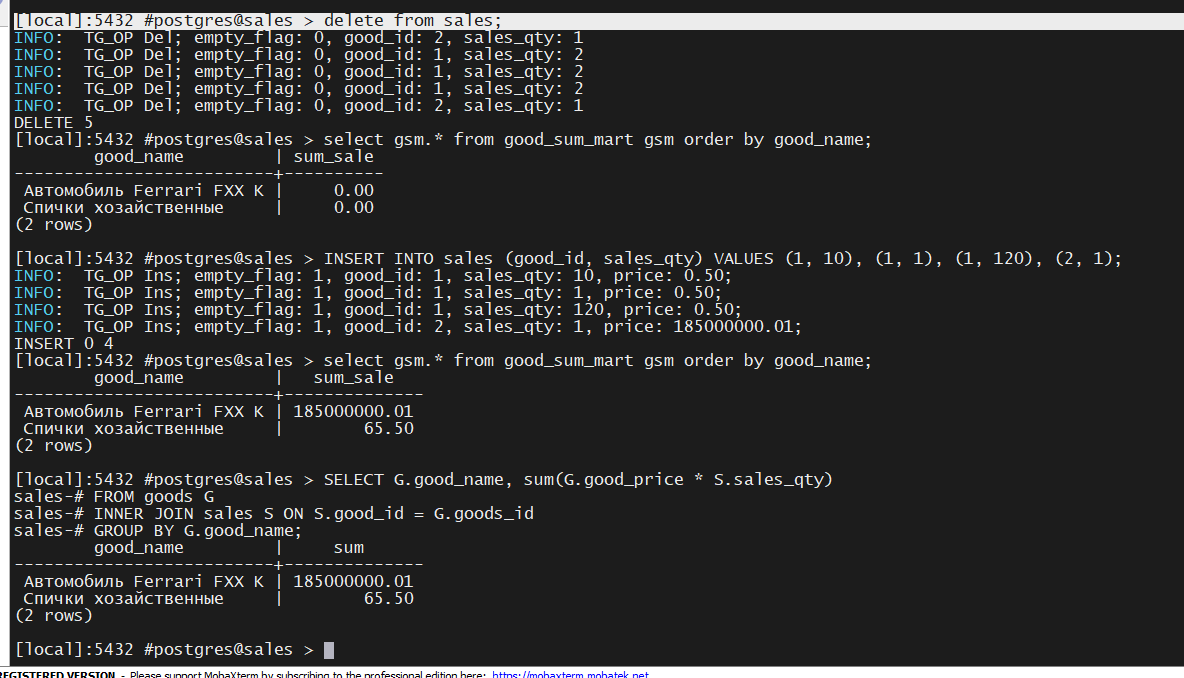 [local]:5432 #postgres@sales > delete from sales;
INFO:  TG_OP Del; empty_flag: 0, good_id: 2, sales_qty: 1
INFO:  TG_OP Del; empty_flag: 0, good_id: 1, sales_qty: 2
INFO:  TG_OP Del; empty_flag: 0, good_id: 1, sales_qty: 2
INFO:  TG_OP Del; empty_flag: 0, good_id: 1, sales_qty: 2
INFO:  TG_OP Del; empty_flag: 0, good_id: 2, sales_qty: 1
DELETE 5
[local]:5432 #postgres@sales > select gsm.* from good_sum_mart gsm order by good_name;
        good_name         | sum_sale
--------------------------+----------
 Автомобиль Ferrari FXX K |     0.00
 Спички хозайственные     |     0.00
(2 rows)
[local]:5432 #postgres@sales > INSERT INTO sales (good_id, sales_qty) VALUES (1, 10), (1, 1), (1, 120), (2, 1);
INFO:  TG_OP Ins; empty_flag: 1, good_id: 1, sales_qty: 10, price: 0.50;
INFO:  TG_OP Ins; empty_flag: 1, good_id: 1, sales_qty: 1, price: 0.50;
INFO:  TG_OP Ins; empty_flag: 1, good_id: 1, sales_qty: 120, price: 0.50;
INFO:  TG_OP Ins; empty_flag: 1, good_id: 2, sales_qty: 1, price: 185000000.01;
INSERT 0 4
[local]:5432 #postgres@sales > select gsm.* from good_sum_mart gsm order by good_name;
        good_name         |   sum_sale
--------------------------+--------------
 Автомобиль Ferrari FXX K | 185000000.01
 Спички хозайственные     |        65.50
(2 rows)
[local]:5432 #postgres@sales > SELECT G.good_name, sum(G.good_price * S.sales_qty)
sales-# FROM goods G
sales-# INNER JOIN sales S ON S.good_id = G.goods_id
sales-# GROUP BY G.good_name;
        good_name         |     sum
--------------------------+--------------
 Автомобиль Ferrari FXX K | 185000000.01
 Спички хозайственные     |        65.50
(2 rows)
[local]:5432 #postgres@sales >
REGISTERED VERSION  -  Please support MobaXterm by subscribing to the professional edition here:  https://mobaxterm.mobatek.net